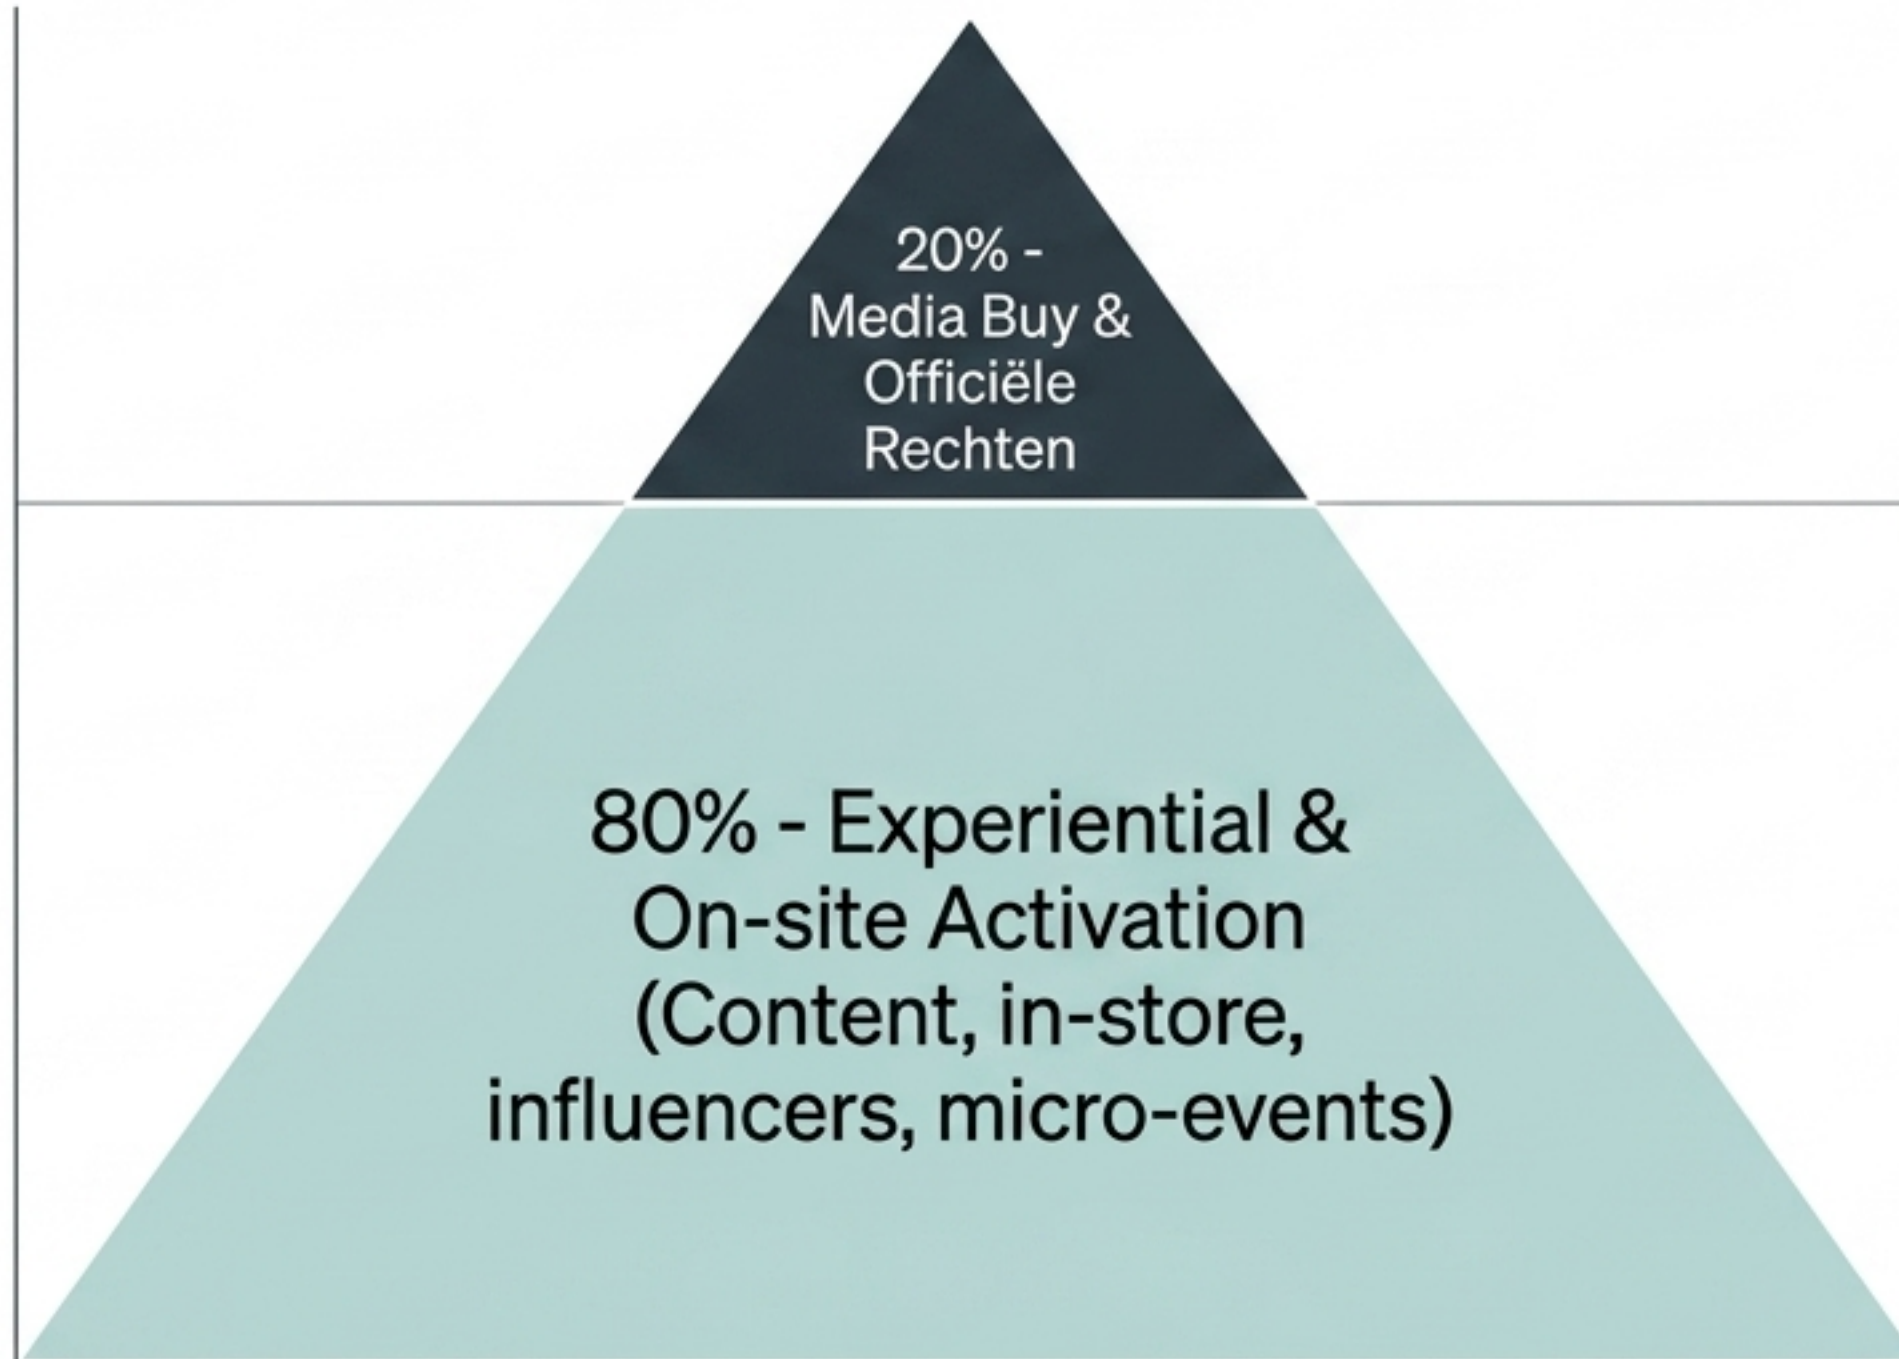 20% -
Media Buy &
Officiële
Rechten
80% - Experiential &
On-site Activation
(Content, in-store,
influencers, micro-events)